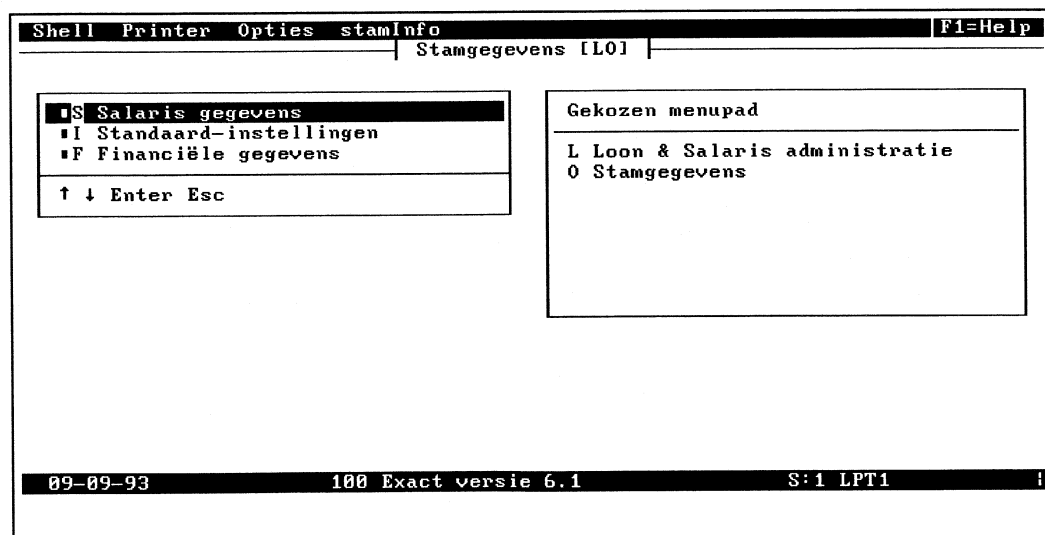 Shell Printer Opties stamInfo F1=Help
Stamgegevens [LO]
S Salaris gegevens
I Standaard-instellingen
F Financiële gegevens
↑ ↓ Enter Esc
Gekozen menupad
L Loon & Salaris administratie
O Stamgegevens
09-09-93 100 Exact versie 6.1 S:1 LPT1